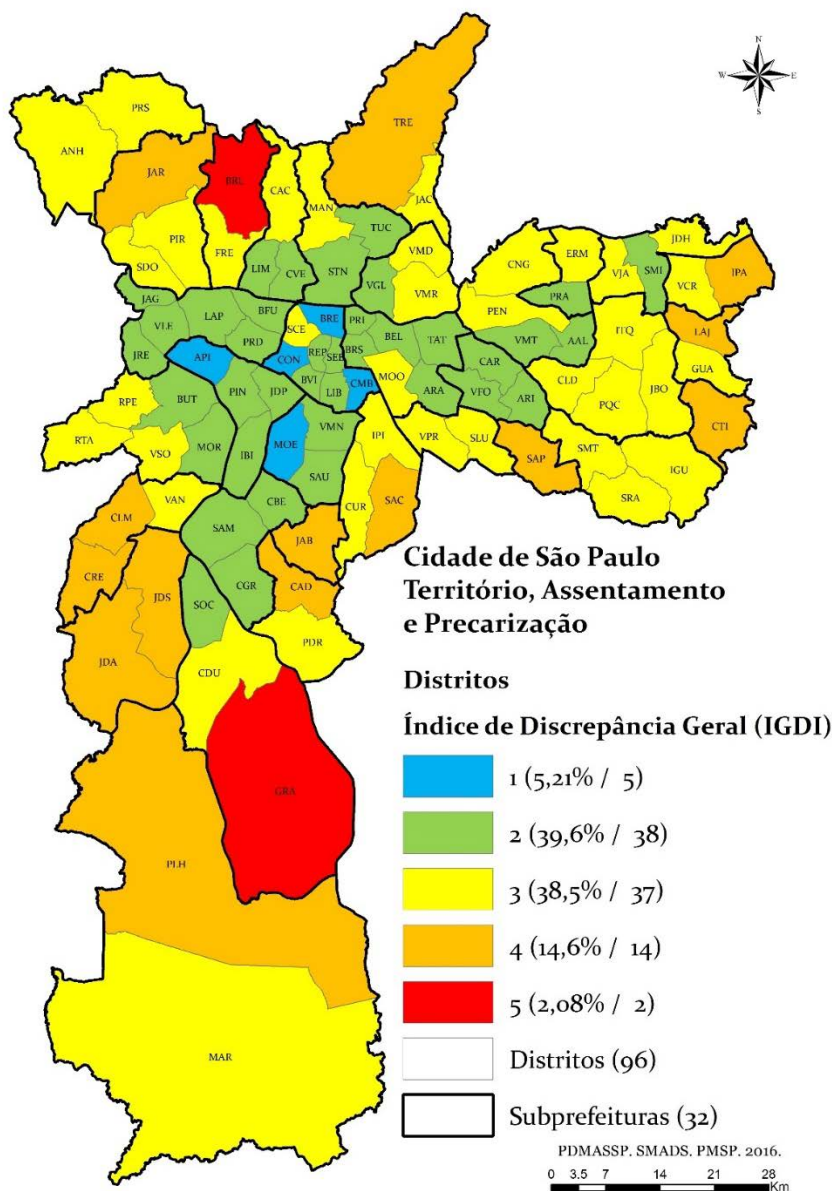 N
W E
S
PRS
ANH
TRE
JAR
BRL
CAC
JAC
MAN
TUC
PIR
FRE
SDO
VMD
CNG
ERM
JDH
VJA
SMI
LIM
CVE
STN
VGL
VMR
VCR
IPA
JAG
PRA
PEN
BFU
LAP
BRE
PRI
SCE
LAJ
VLE
ITQ
PRD
BEL
TAT
VMT
AAL
JRE
API
CON
REP
SEE
BRS
GUA
CAR
MOO
CLD
BVI
LIB
CMB
RPE
BUT
PIN
JDP
ARA
VFO
ARI
PQC
JBO
CTI
VMN
RTA
MOR
MOE
IPI
VPR
SLU
VSO
IBI
SAU
SAP
SMT
IGU
VAN
CBE
CUR
SAC
SRA
CLM
SAM
JAB
CRE
JDS
CGR
CAD
SOC
PDR
JDA
CDU
GRA
PLH
MAR
Cidade de São Paulo
Território, Assentamento
e Precarização
Distritos
Índice de Discrepância Geral (IGDI)
1 (5,21% / 5)
2 (39,6% / 38)
3 (38,5% / 37)
4 (14,6% / 14)
5 (2,08% / 2)
Distritos (96)
Subprefeituras (32)
PDMASSP. SMADS. PMSP. 2016.
0 3.5 7 14 21 28
Km